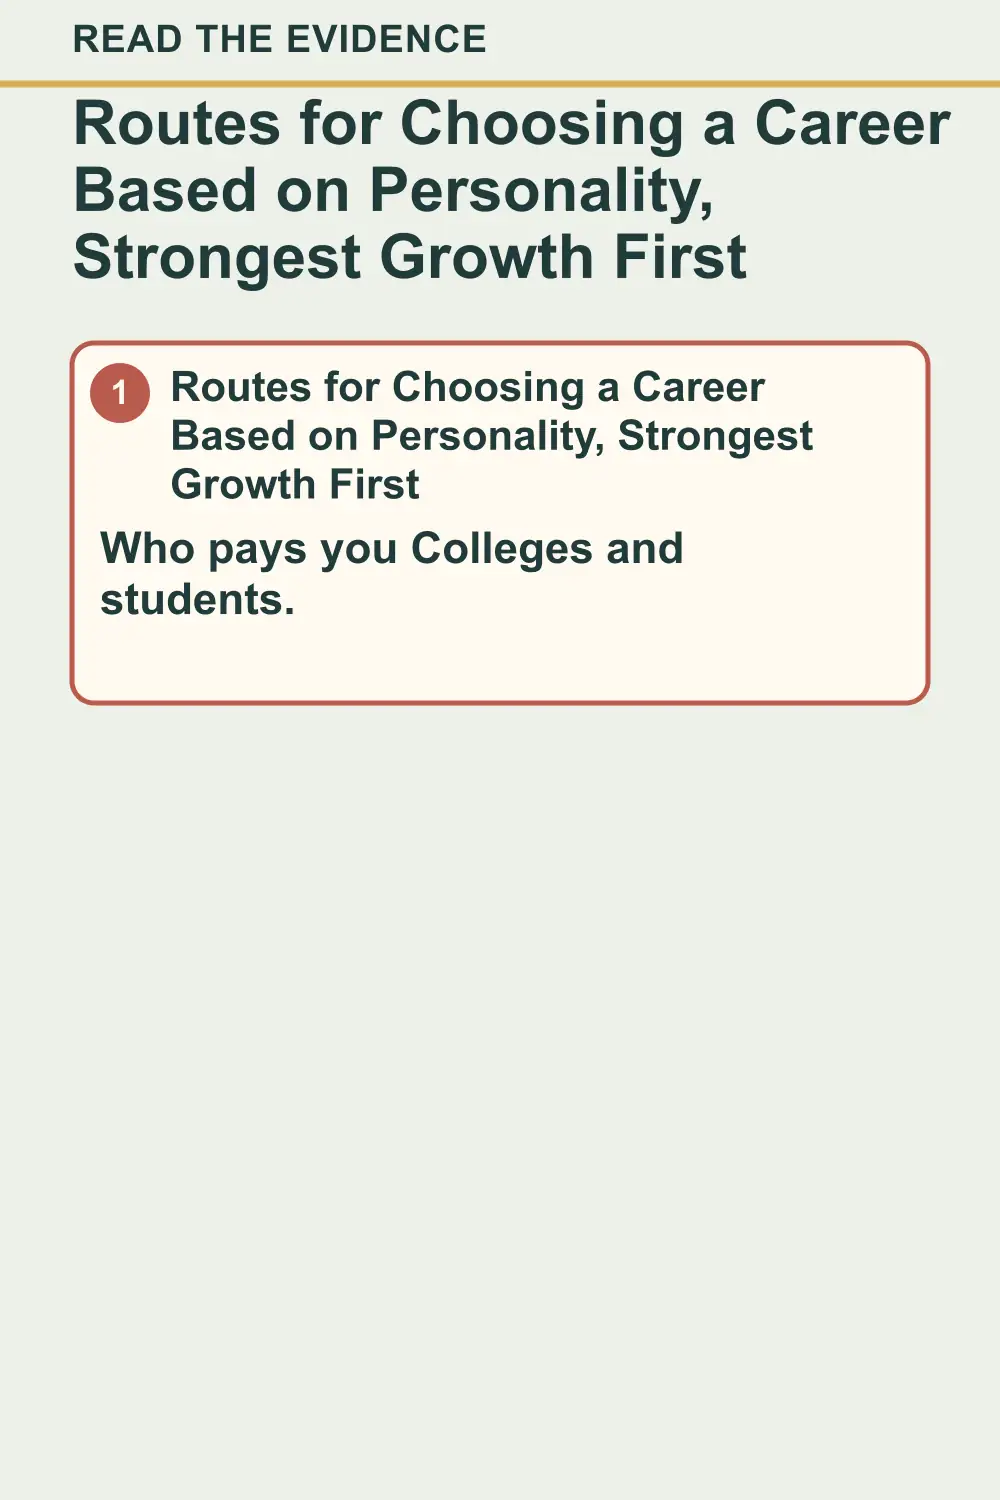 READ THE EVIDENCE
Routes for Choosing a Career
Based on Personality,
Strongest Growth First
1
Routes for Choosing a Career
Based on Personality, Strongest
Growth First
Who pays you Colleges and
students.